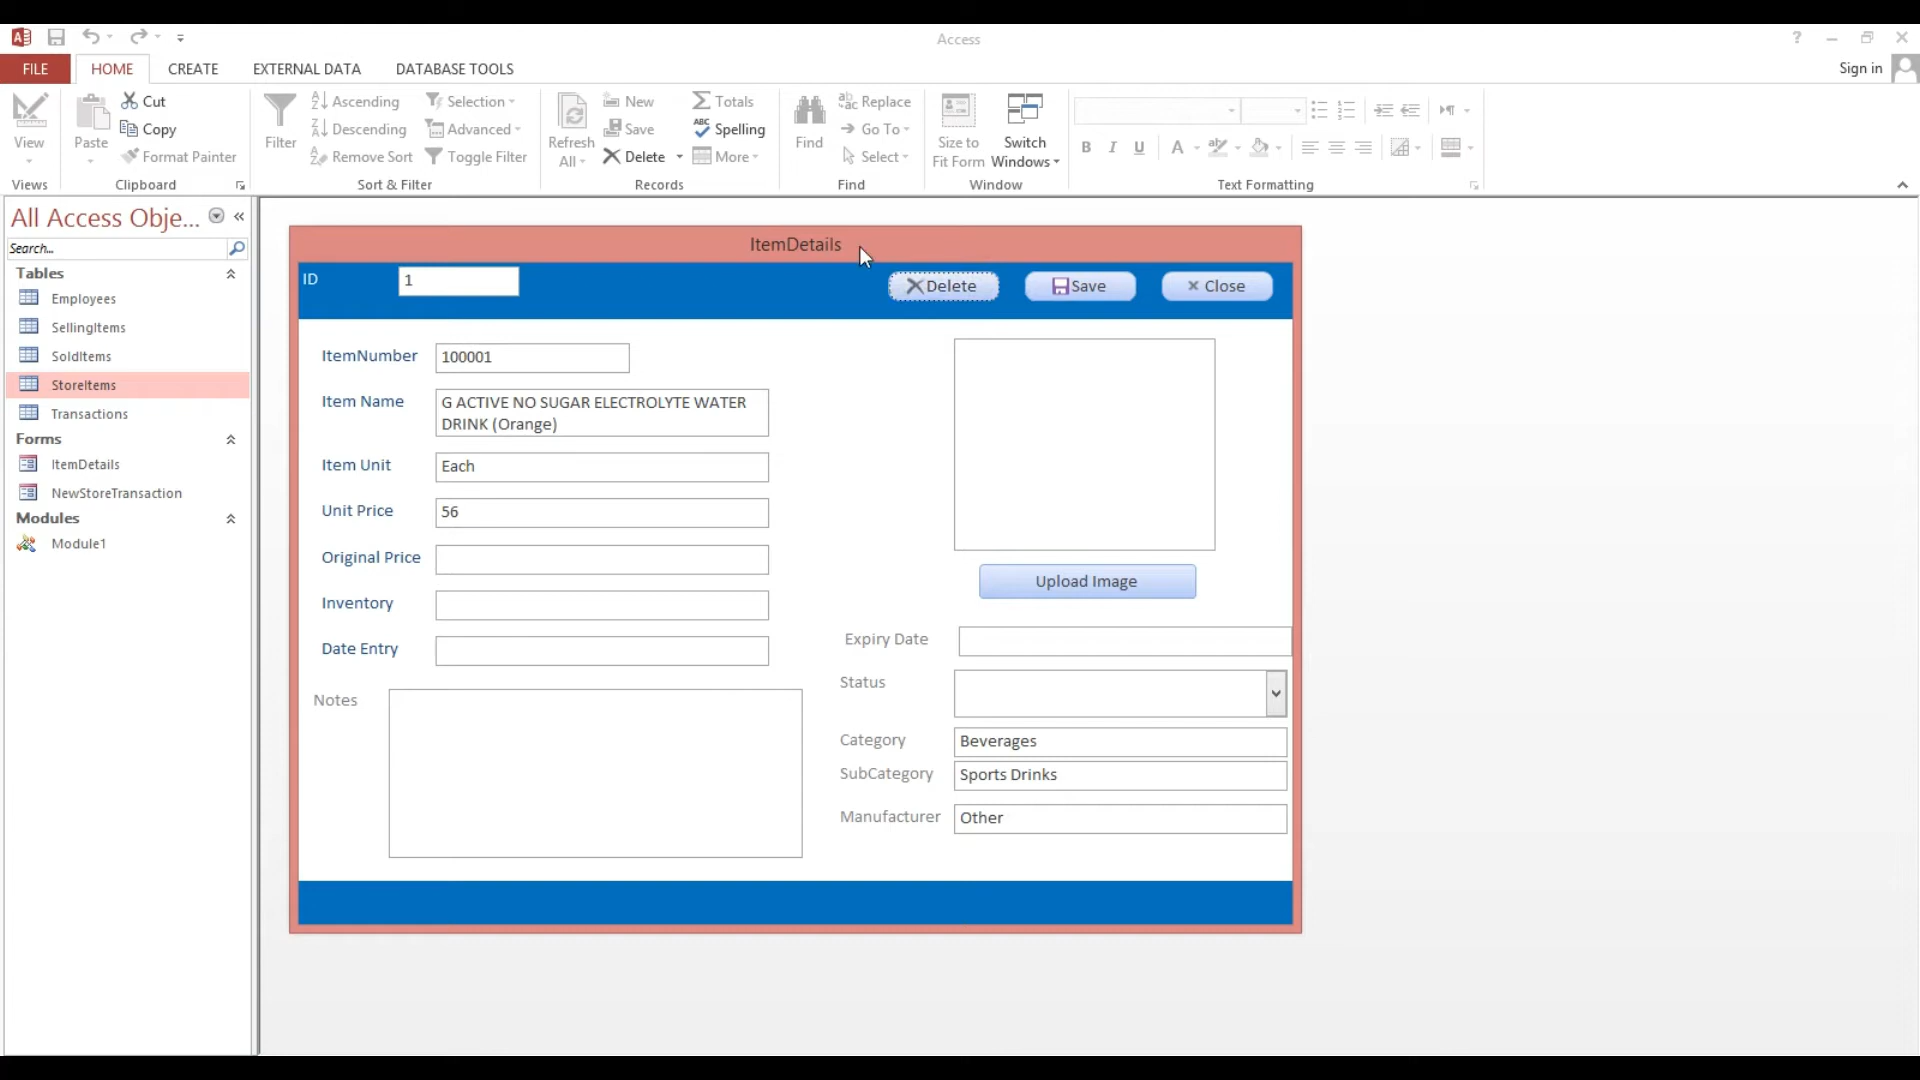 Access
?
Sign in
FILE HOME CREATE EXTERNAL DATA DATABASE TOOLS
View
Views
Paste
Cut
Copy
Format Painter
Clipboard
Filter
Ascending
Descending
Remove Sort
Selection
Advanced
Toggle Filter
Sort & Filter
Refresh
All
New
Save
Delete
Totals
Spelling
More
Records
Find
Replace
Go To
Select
Find
Size to
Fit Form
Switch
Windows
Window
B I U A
Text Formatting
All Access Obje...
Search...
Tables
Employees
SellingItems
SoldItems
StoreItems
Transactions
Forms
ItemDetails
NewStoreTransaction
Modules
Module1
ItemDetails
ID 1
Delete Save Close
ItemNumber 100001
Item Name G ACTIVE NO SUGAR ELECTROLYTE WATER
DRINK (Orange)
Item Unit Each
Unit Price 56
Original Price
Inventory
Date Entry
Notes
Upload Image
Expiry Date
Status
Category Beverages
SubCategory Sports Drinks
Manufacturer Other